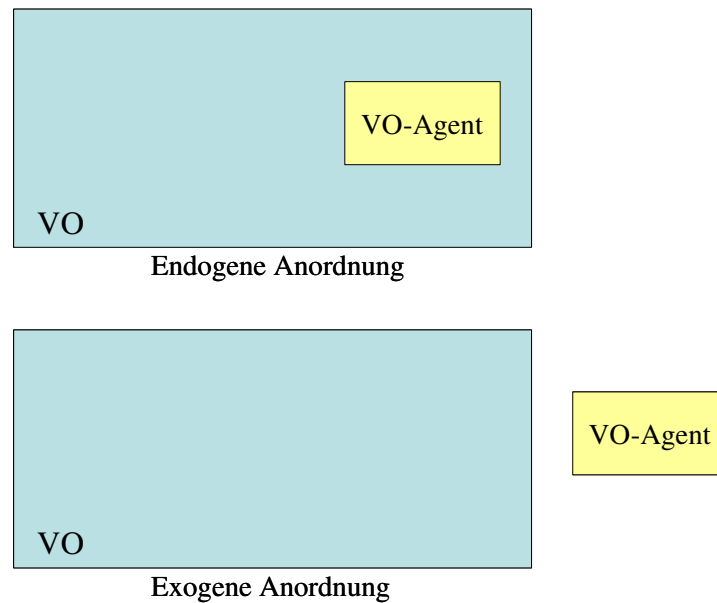 VO-Agent
VO
Endogene Anordnung
VO-Agent
VO
Exogene Anordnung